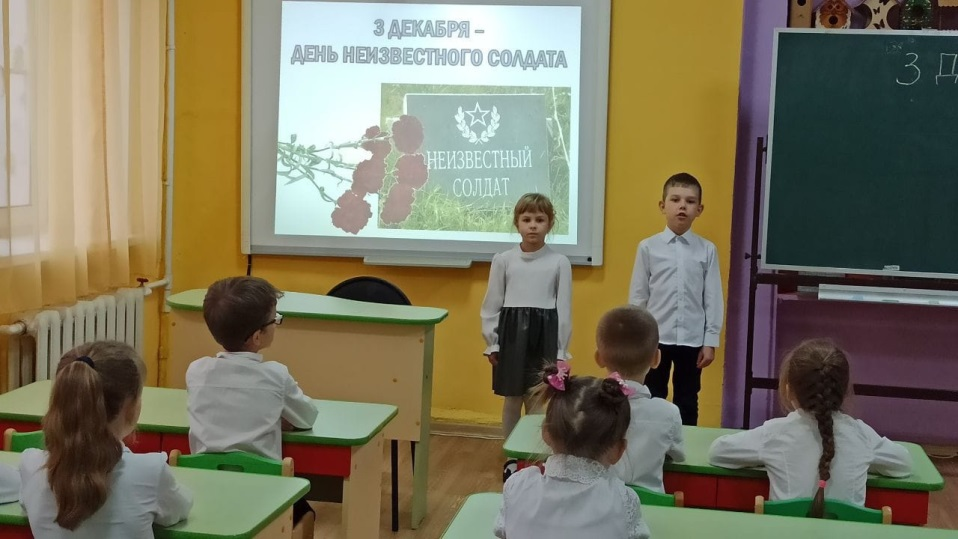 3 ДЕКАБРЯ –
ДЕНЬ НЕИЗВЕСТНОГО СОЛДАТА
НЕИЗВЕСТНЫЙ
СОЛДАТ
3 Д